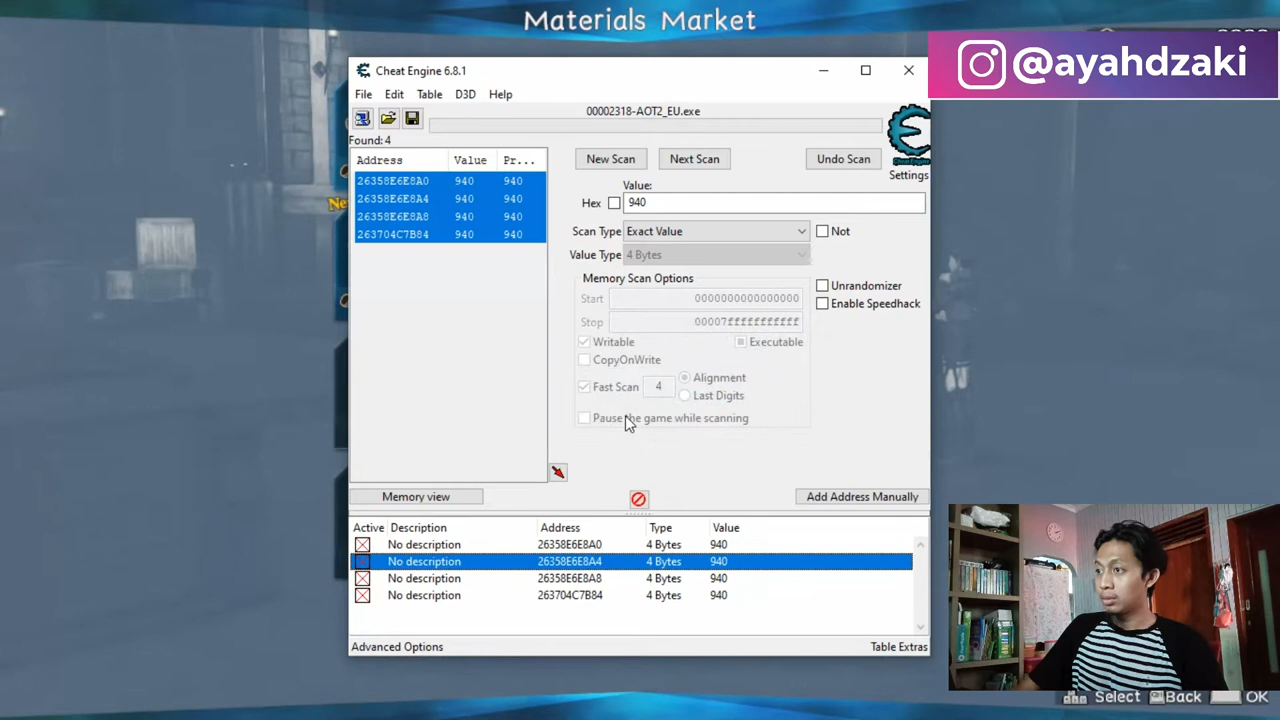 Materials Market
@ayahdzaki
Cheat Engine 6.8.1
File Edit Table D3D Help
00002318-AOT2_EU.exe
Found: 4
Address Value Pr...
26358E6E8A0 940 940
26358E6E8A4 940 940
26358E6E8A8 940 940
263704C7B84 940 940
New Scan Next Scan Undo Scan
Settings
Value:
Hex 940
Scan Type Exact Value Not
Value Type 4 Bytes
Memory Scan Options
Unrandomizer
Start 0000000000000000
Enable Speedhack
Stop 00007fffffffffff
Writable Executable
CopyOnWrite
Fast Scan 4 Alignment
Last Digits
Pause the game while scanning
Memory view Add Address Manually
Active Description Address Type Value
No description 26358E6E8A0 4 Bytes 940
No description 26358E6E8A4 4 Bytes 940
No description 26358E6E8A8 4 Bytes 940
No description 263704C7B84 4 Bytes 940
Advanced Options Table Extras
Select Back OK